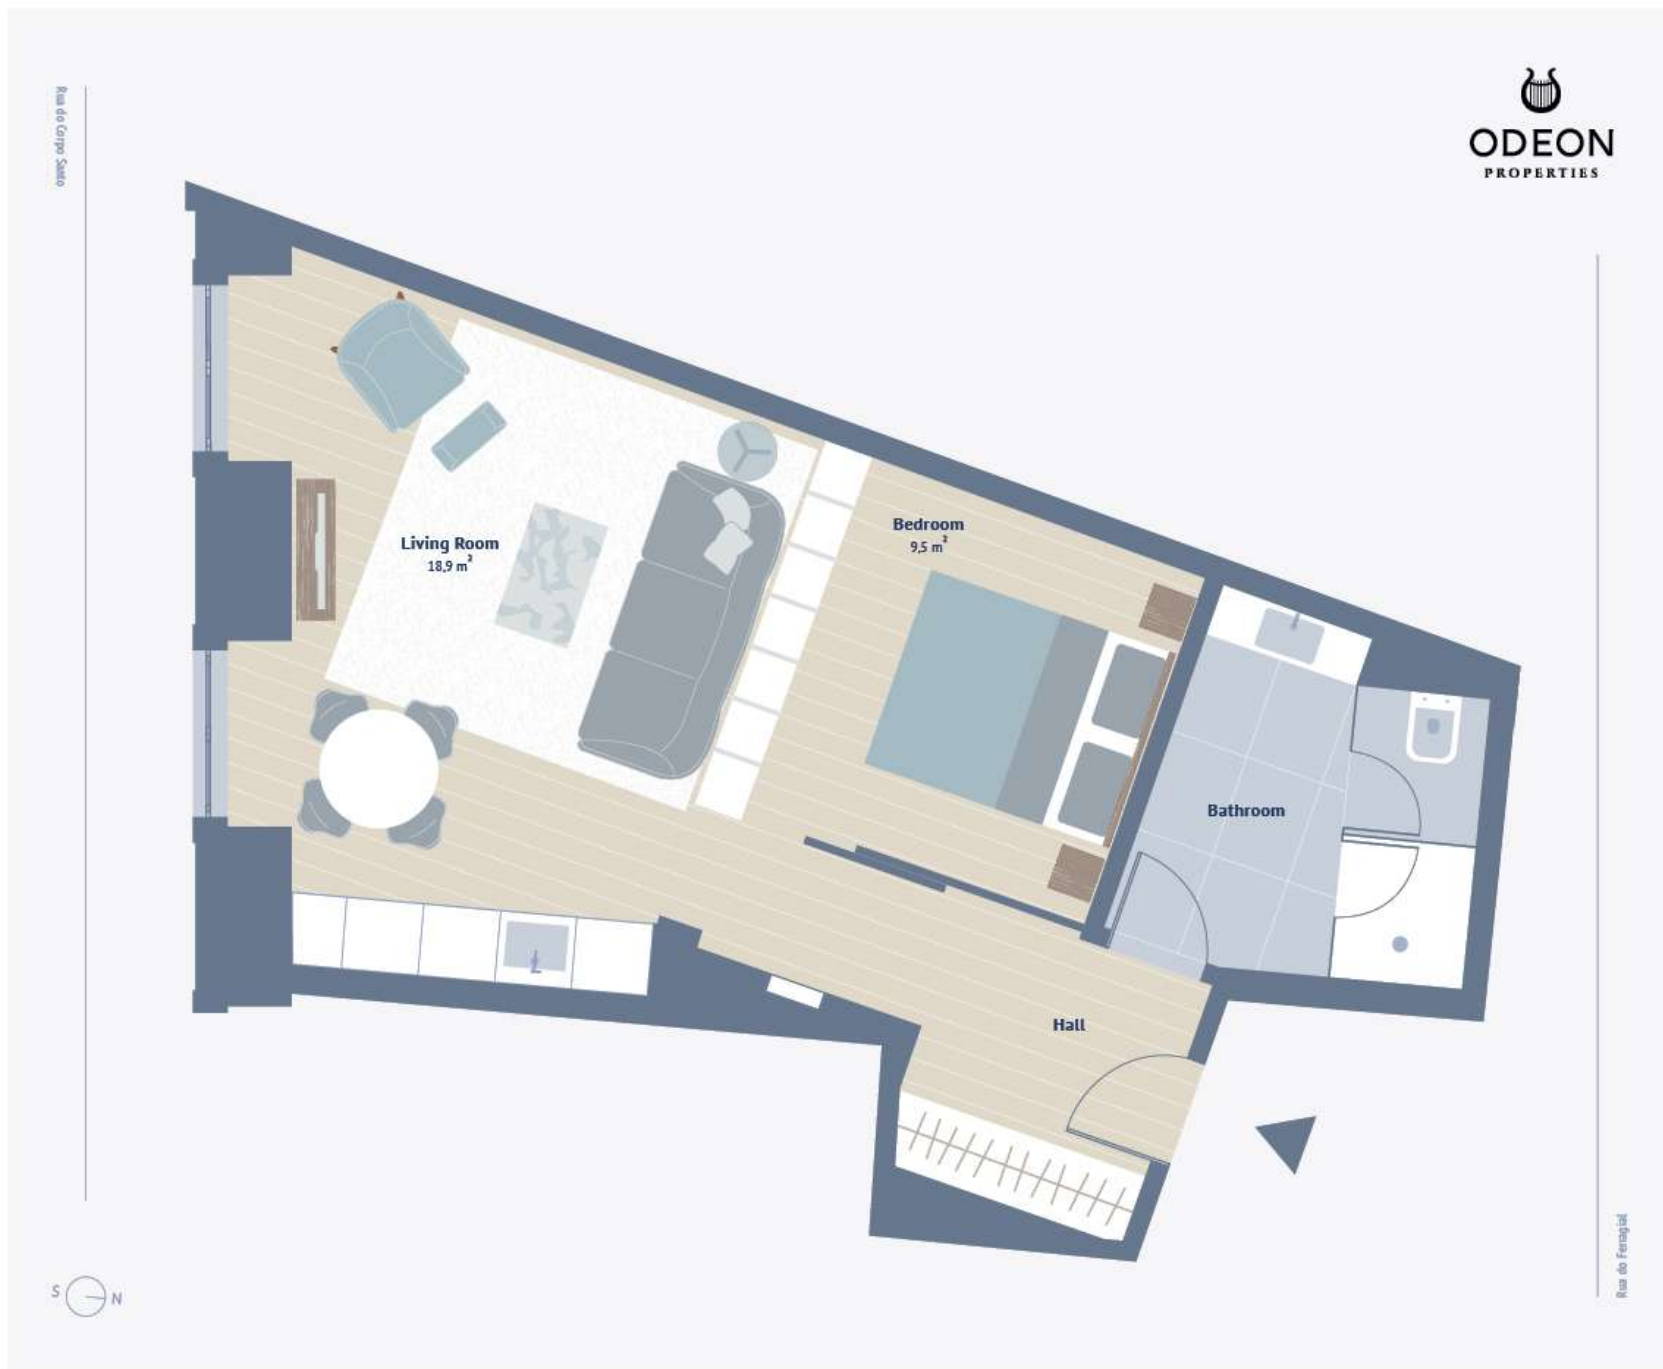 Rua do Corpo Santo
ODEON
PROPERTIES
Bedroom
9,5 m²
Living Room
18,9 m²
Bathroom
Hall
Rua do Ferragial
S
N